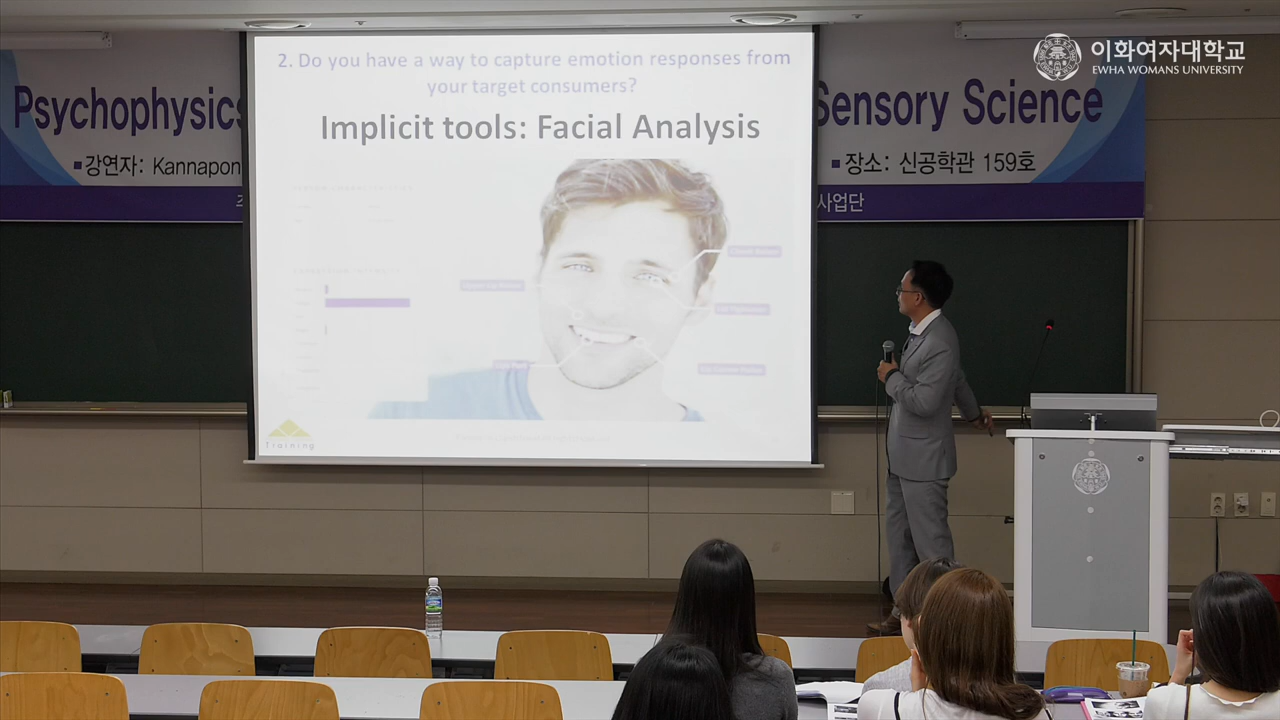 이화여자대학교
EWHA WOMANS UNIVERSITY
Psychophysics
Sensory Science
■강연자: Kannapon
■장소: 신공학관 159호
사업단
2. Do you have a way to capture emotion responses from
your target consumers?
Implicit tools: Facial Analysis
Training